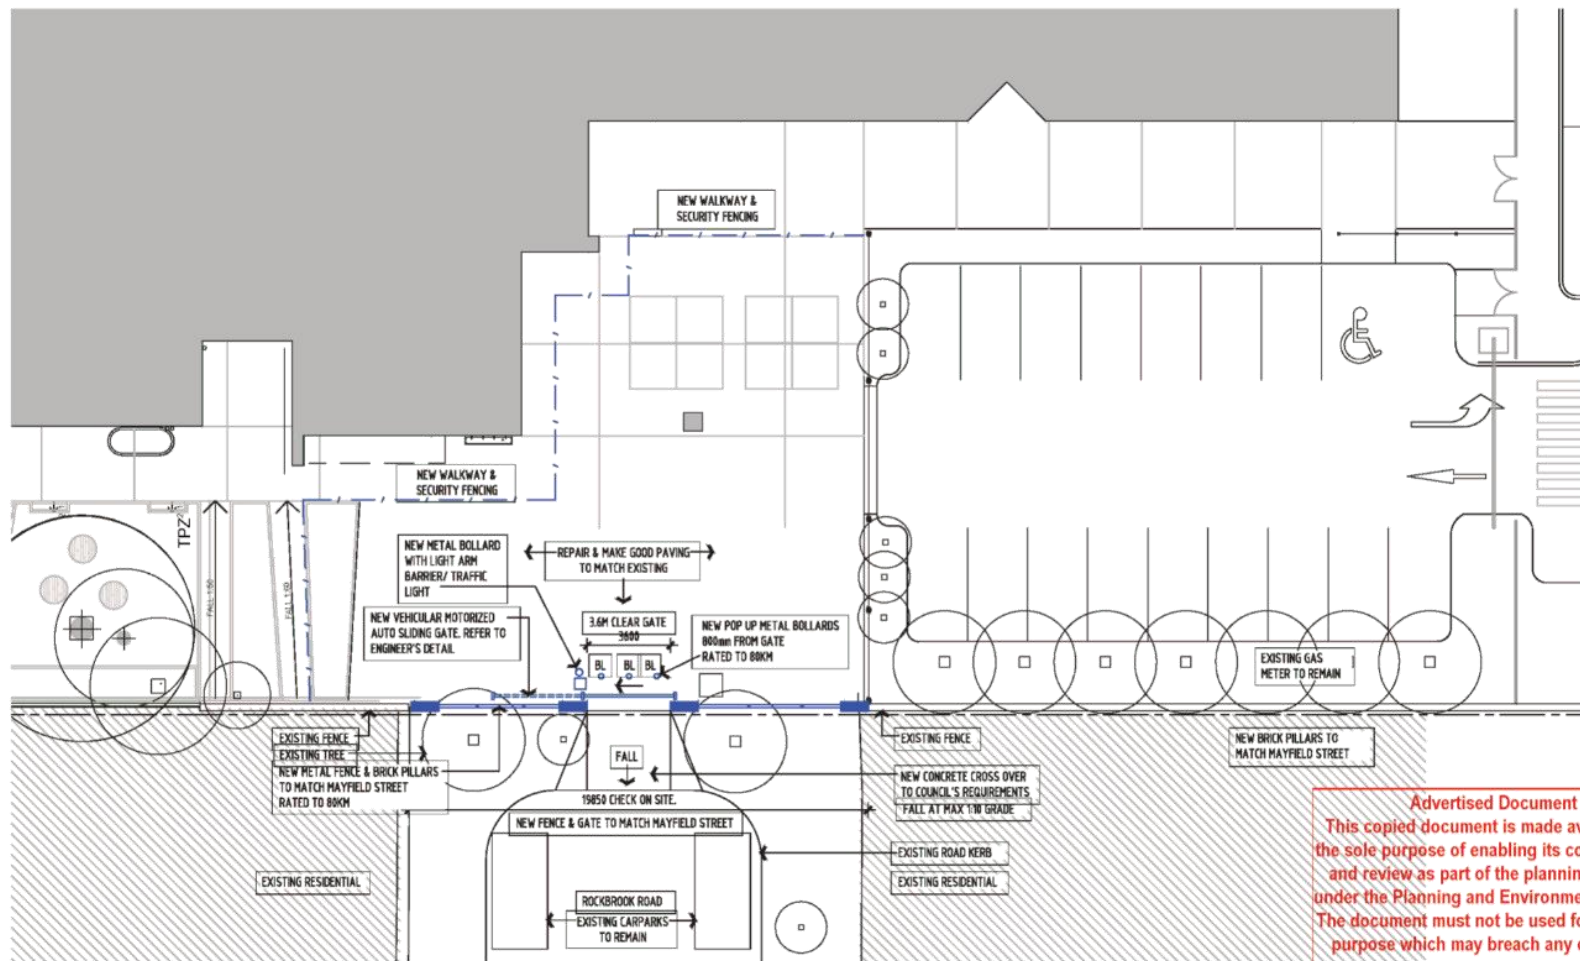 NEW WALKWAY &
SECURITY FENCING
NEW WALKWAY &
SECURITY FENCING
TPZ
FALL 1:50
FALL 1:50
NEW METAL BOLLARD
WITH LIGHT ARM
BARRIER/ TRAFFIC
LIGHT
REPAIR & MAKE GOOD PAVING
TO MATCH EXISTING
NEW VEHICULAR MOTORIZED
AUTO SLIDING GATE. REFER TO
ENGINEER'S DETAIL
3.6M CLEAR GATE
3600
NEW POP UP METAL BOLLARDS
800mm FROM GATE
RATED TO 80KM
BL
BL
BL
EXISTING GAS
METER TO REMAIN
EXISTING FENCE
EXISTING TREE
NEW METAL FENCE & BRICK PILLARS
TO MATCH MAYFIELD STREET
RATED TO 80KM
EXISTING FENCE
NEW BRICK PILLARS TO
MATCH MAYFIELD STREET
FALL
NEW CONCRETE CROSS OVER
TO COUNCIL'S REQUIREMENTS
FALL AT MAX 1:10 GRADE
19850 CHECK ON SITE.
NEW FENCE & GATE TO MATCH MAYFIELD STREET
EXISTING ROAD KERB
EXISTING RESIDENTIAL
EXISTING RESIDENTIAL
ROCKBROOK ROAD
EXISTING CARPARKS
TO REMAIN
Advertised Document
This copied document is made av
the sole purpose of enabling its co
and review as part of the planning
under the Planning and Environme
The document must not be used fo
purpose which may breach any